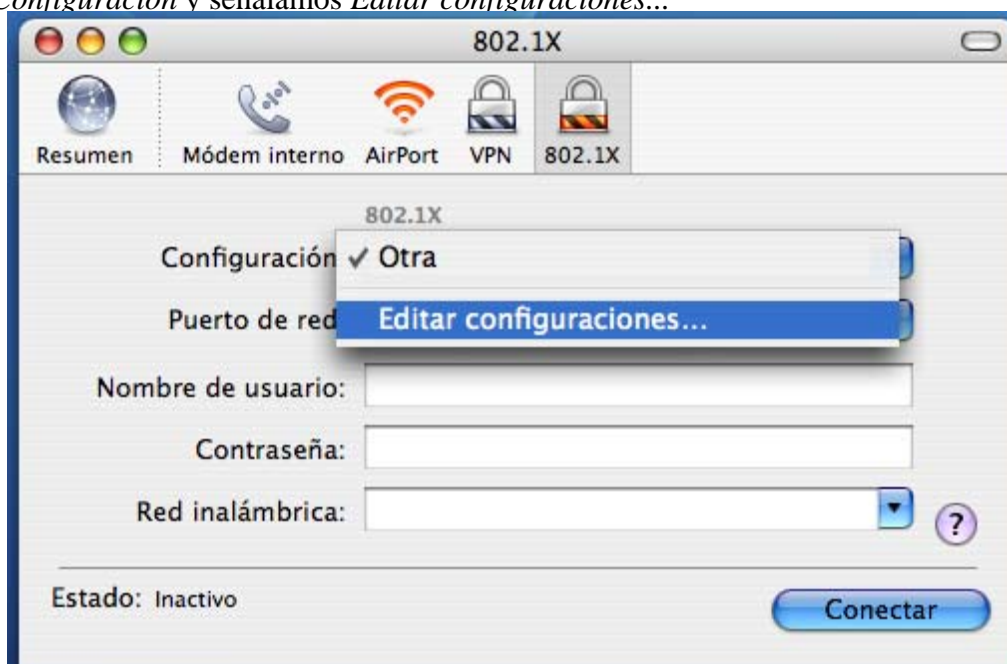 Configuración y señalamos Editar configuraciones...
802.1X
Resumen Módem interno AirPort VPN 802.1X
802.1X
Configuración ✓ Otra
Puerto de red Editar configuraciones...
Nombre de usuario:
Contraseña:
Red inalámbrica: ?
Estado: Inactivo Conectar